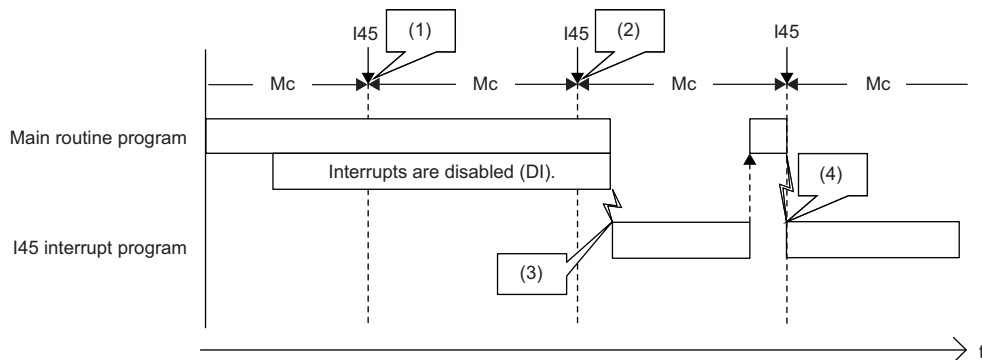 I45 (1) I45 (2) I45
Mc Mc Mc Mc
Main routine program
Interrupts are disabled (DI).
(4)
I45 interrupt program
(3)
t